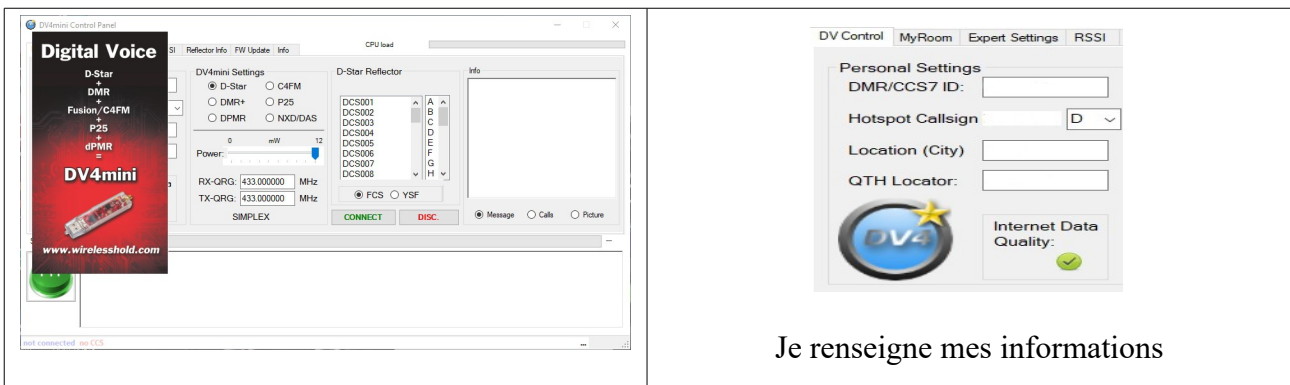 DV4mini Control Panel
Digital Voice
D-Star
+
DMR
+
Fusion/C4FM
+
P25
+
dPMR
=
DV4mini
www.wirelesshold.com
SI Reflector Info FW Update Info
CPU load
DV4mini Settings
D-Star C4FM
DMR+ P25
DPMR NXD/DAS
0 mW 12
Power:
RX-QRG: 433.000000 MHz
TX-QRG: 433.000000 MHz
SIMPLEX
D-Star Reflector
DCS001 A
DCS002 B
DCS003 C
DCS004 D
DCS005 E
DCS006 F
DCS007 G
DCS008 H
FCS YSF
CONNECT DISC.
Info
Message Calls Picture
not connected no CCS
...
DV Control MyRoom Expert Settings RSSI
Personal Settings
DMR/CCS7 ID:
Hotspot Callsign D
Location (City)
QTH Locator:
DV4
Internet Data
Quality:
Je renseigne mes informations